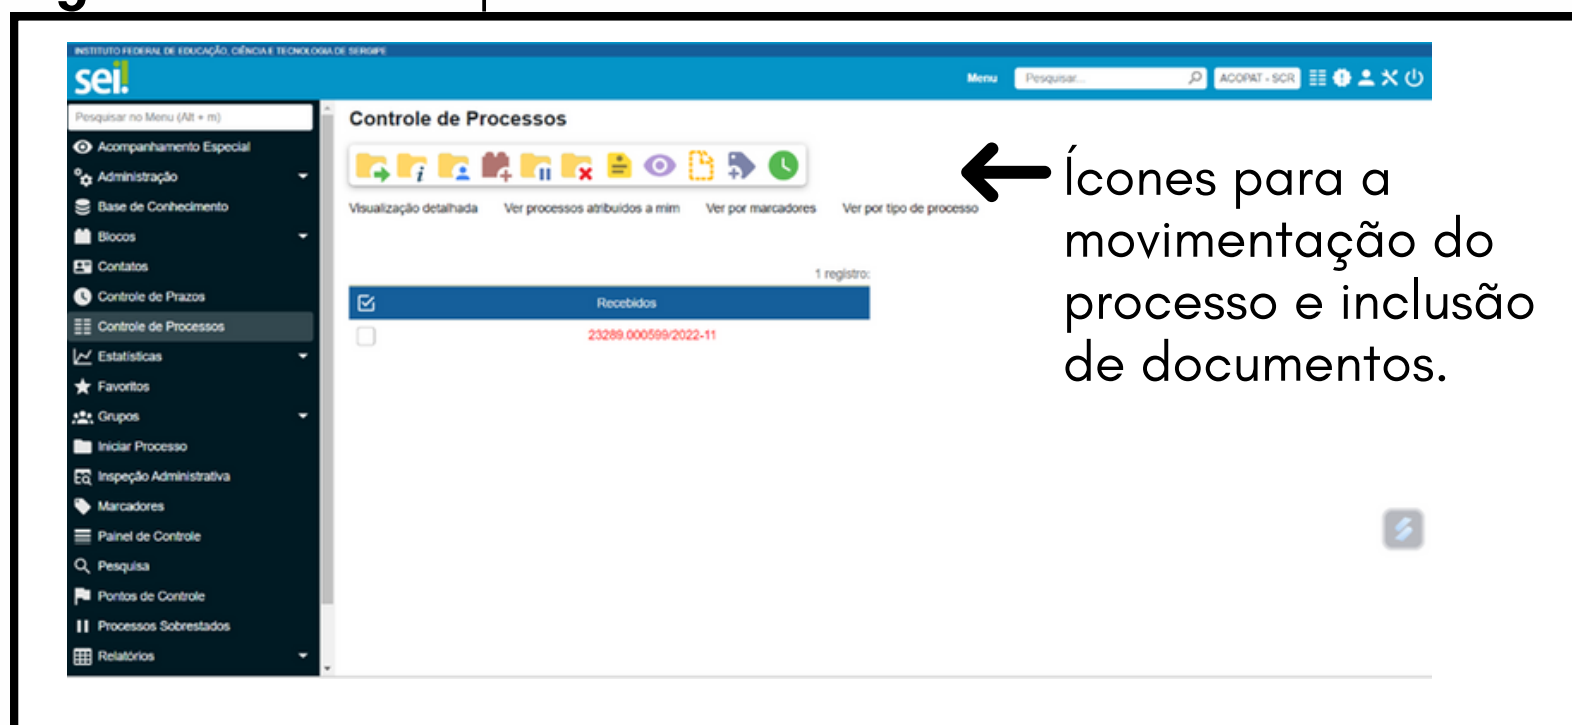 INSTITUTO FEDERAL DE EDUCAÇÃO, CIÊNCIA E TECNOLOGIA DE SERGIPE
sei!
Menu
Pesquisar...
ACOPAT - SCR
Pesquisar no Menu (Alt + m)
Acompanhamento Especial
Administração
Base de Conhecimento
Blocos
Contatos
Controle de Prazos
Controle de Processos
Estatísticas
Favoritos
Grupos
Iniciar Processo
Inspeção Administrativa
Marcadores
Painel de Controle
Pesquisa
Pontos de Controle
Processos Sobrestados
Relatórios
Controle de Processos
Visualização detalhada Ver processos atribuídos a mim Ver por marcadores Ver por tipo de processo
1 registro:
Recebidos
23289.000599/2022-11
Ícones para a
movimentação do
processo e inclusão
de documentos.